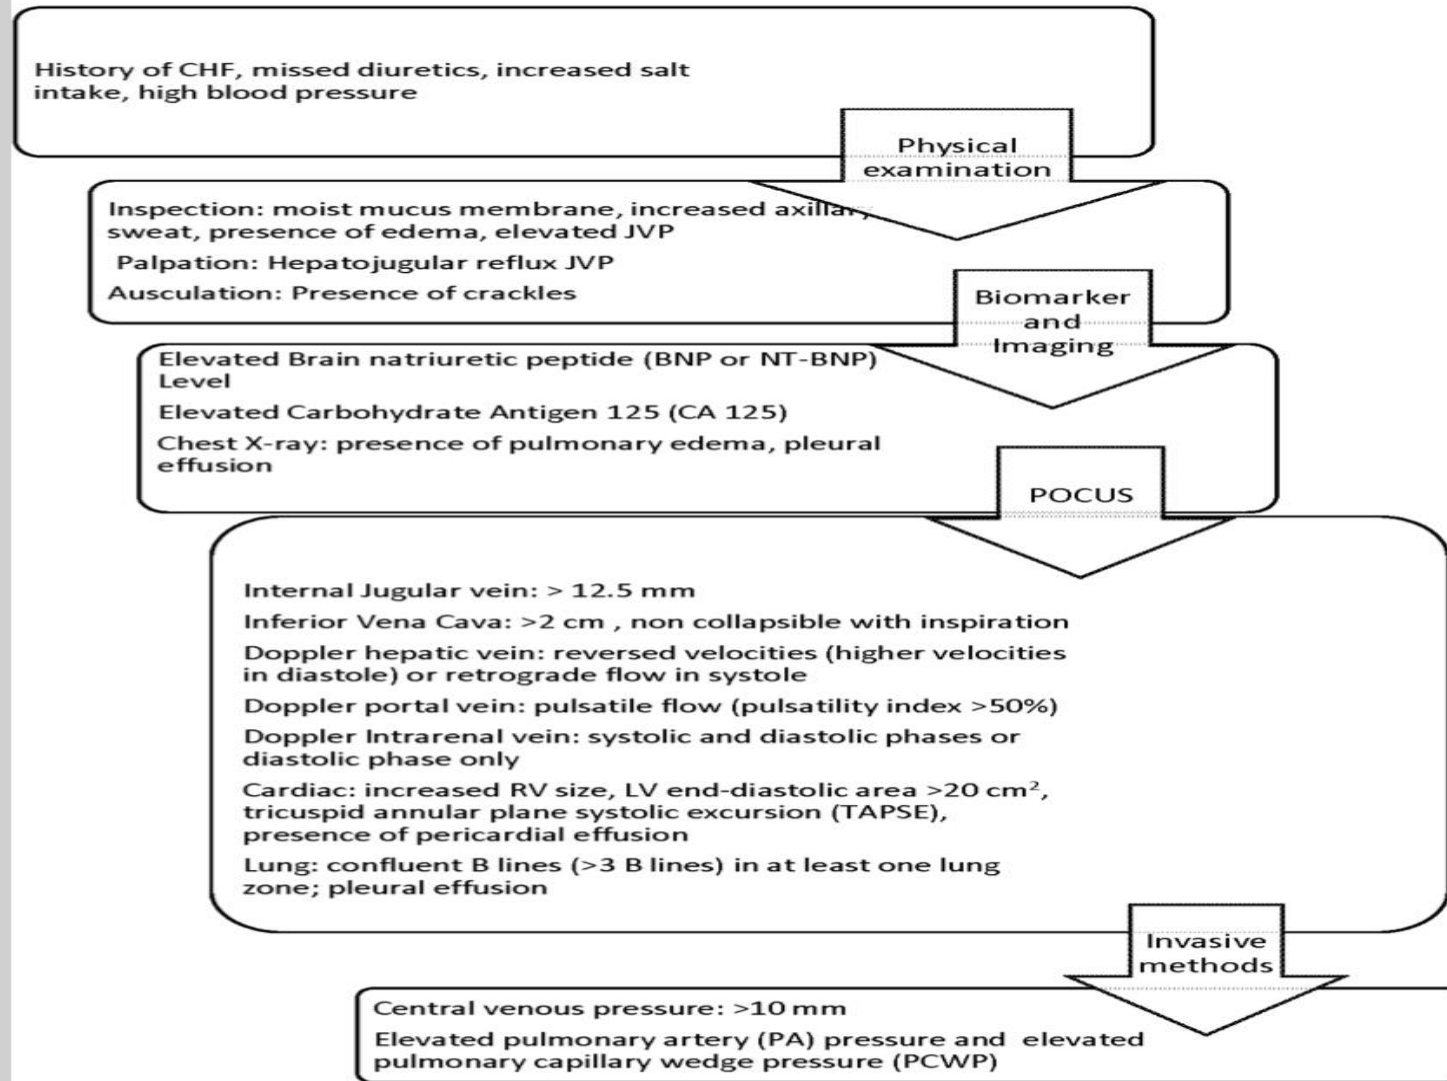 History of CHF, missed diuretics, increased salt
intake, high blood pressure
Physical
examination
Inspection: moist mucus membrane, increased axillary
sweat, presence of edema, elevated JVP
Palpation: Hepatojugular reflux JVP
Ausculation: Presence of crackles
Biomarker
and
Imaging
Elevated Brain natriuretic peptide (BNP or NT-BNP)
Level
Elevated Carbohydrate Antigen 125 (CA 125)
Chest X-ray: presence of pulmonary edema, pleural
effusion
POCUS
Internal Jugular vein: > 12.5 mm
Inferior Vena Cava: >2 cm , non collapsible with inspiration
Doppler hepatic vein: reversed velocities (higher velocities
in diastole) or retrograde flow in systole
Doppler portal vein: pulsatile flow (pulsatility index >50%)
Doppler Intrarenal vein: systolic and diastolic phases or
diastolic phase only
Cardiac: increased RV size, LV end-diastolic area >20 cm²,
tricuspid annular plane systolic excursion (TAPSE),
presence of pericardial effusion
Lung: confluent B lines (>3 B lines) in at least one lung
zone; pleural effusion
Invasive
methods
Central venous pressure: >10 mm
Elevated pulmonary artery (PA) pressure and  elevated
pulmonary capillary wedge pressure (PCWP)